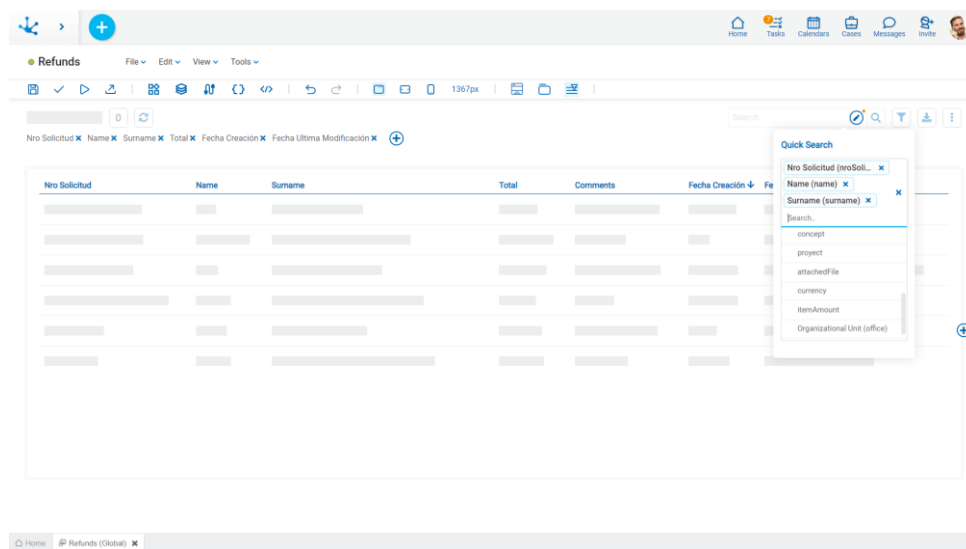 7
Home Tasks Calendars Cases Messages Invite
Refunds File Edit View Tools
1367px
0 Search
Nro Solicitud Name Surname Total Fecha Creación Fecha Ultima Modificación
Quick Search
Nro Solicitud (nroSoli...
Name (name)
Surname (surname)
Search..
concept
proyect
attachedFile
currency
itemAmount
Organizational Unit (office)
Nro Solicitud Name Surname Total Comments Fecha Creación Fe
Home Refunds (Global)